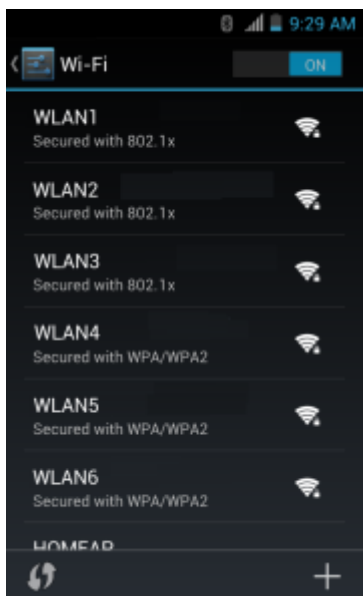 9:29 AM
Wi-Fi ON
WLAN1
Secured with 802.1x
WLAN2
Secured with 802.1x
WLAN3
Secured with 802.1x
WLAN4
Secured with WPA/WPA2
WLAN5
Secured with WPA/WPA2
WLAN6
Secured with WPA/WPA2
HOMEAP